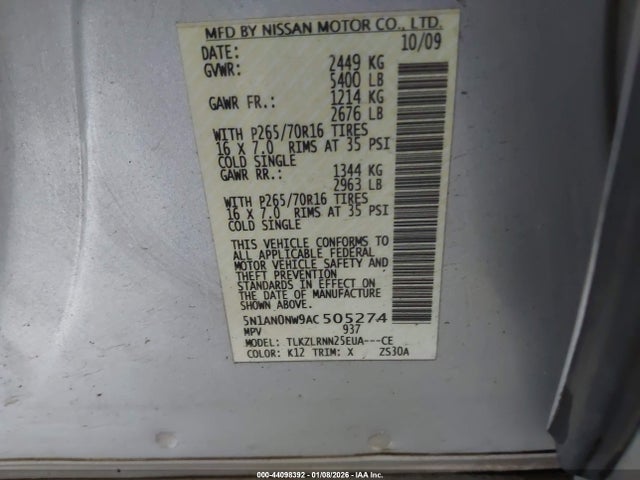 MFD BY NISSAN MOTOR CO., LTD.
DATE: 10/09
GVWR: 2449 KG
5400 LB
GAWR FR.: 1214 KG
2676 LB
WITH P265/70R16 TIRES
16 X 7.0 RIMS AT 35 PSI
COLD SINGLE
GAWR RR.: 1344 KG
2963 LB
WITH P265/70R16 TIRES
16 X 7.0 RIMS AT 35 PSI
COLD SINGLE
THIS VEHICLE CONFORMS TO
ALL APPLICABLE FEDERAL
MOTOR VEHICLE SAFETY AND
THEFT PREVENTION
STANDARDS IN EFFECT ON
THE DATE OF MANUFACTURE
SHOWN ABOVE.
5N1AN0NW9AC505274
MPV 937
MODEL: TLKZLRNN25EUA---CE
COLOR: K12 TRIM: X ZS30A
000-44098392 - 01/08/2026 - IAA Inc.